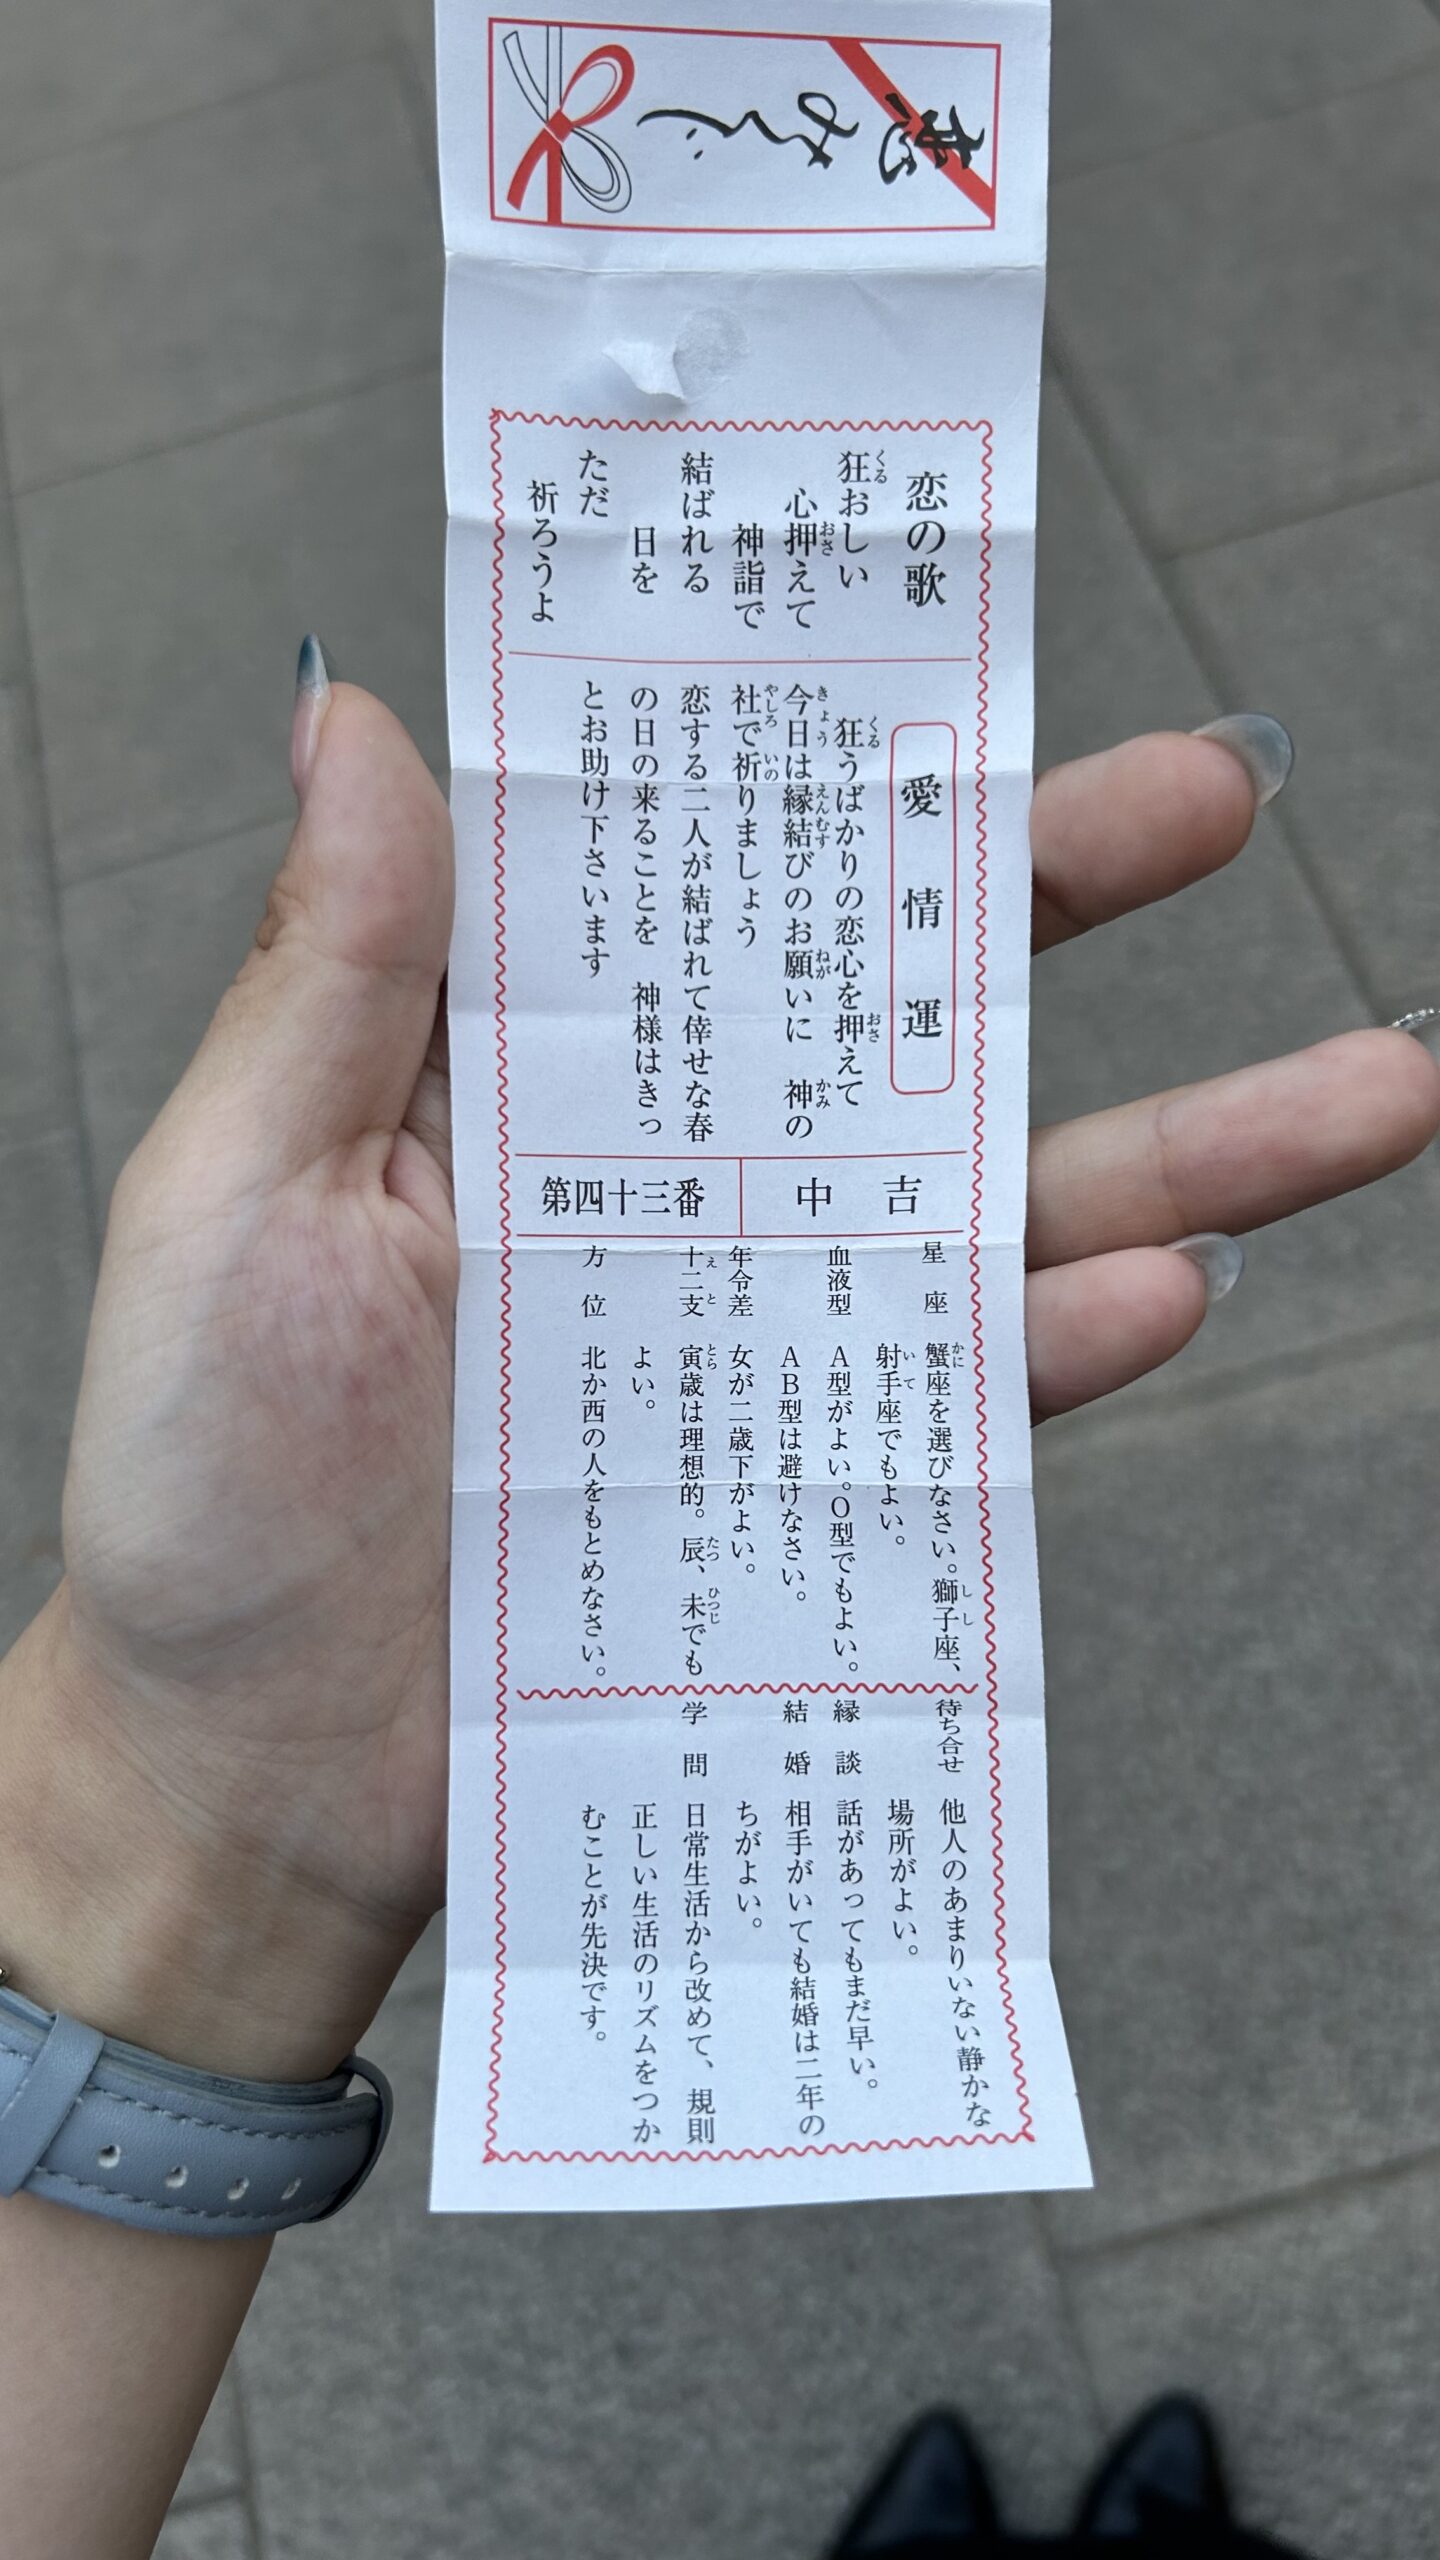 恋みくじ
恋の歌
狂おしい
心押えて
神詣で
結ばれる
日を
ただ
祈ろうよ
愛情運
狂うばかりの恋心を押えて
今日は縁結びのお願いに　神の
社で祈りましょう
恋する二人が結ばれて倖せな春
の日の来ることを　神様はきっ
とお助け下さいます
吉中
第四十三番
星座　蟹座を選びなさい。獅子座、
射手座でもよい。
血液型　A型がよい。O型でもよい。
AB型は避けなさい。
年令差　女が二歳下がよい。
十二支　寅歳は理想的。辰、未でも
よい。
方位　北か西の人をもとめなさい。
待ち合せ　他人のあまりいない静かな
場所がよい。
縁談　話があってもまだ早い。
結婚　相手がいても結婚は二年の
ちがよい。
学問　日常生活から改めて、規則
正しい生活のリズムをつか
むことが先決です。